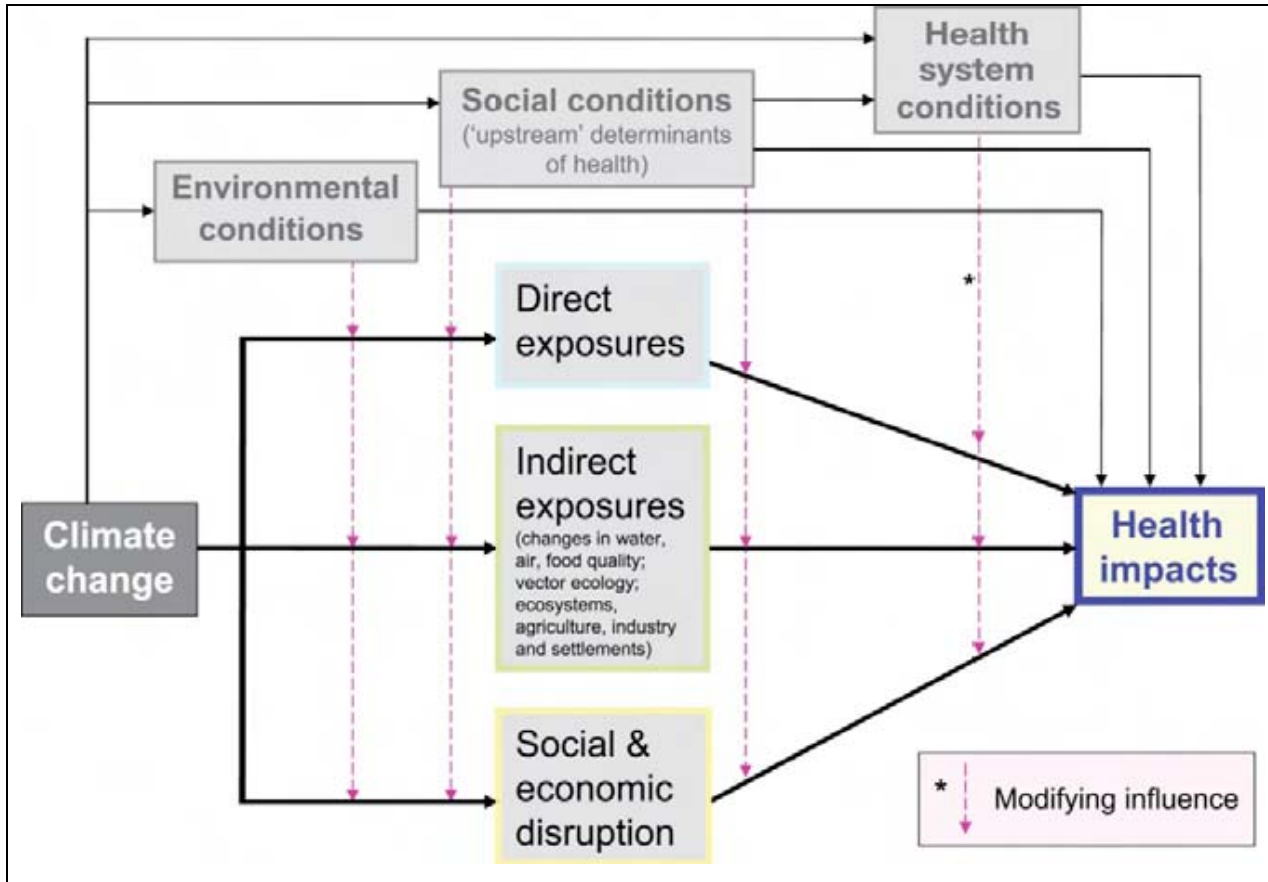 Health
system
conditions
Social conditions
(‘upstream’ determinants
of health)
Environmental
conditions
Direct
exposures
*
Indirect
exposures
(changes in water,
air, food quality;
vector ecology;
ecosystems,
agriculture, industry
and settlements)
Climate
change
Health
impacts
Social &
economic
disruption
* Modifying influence